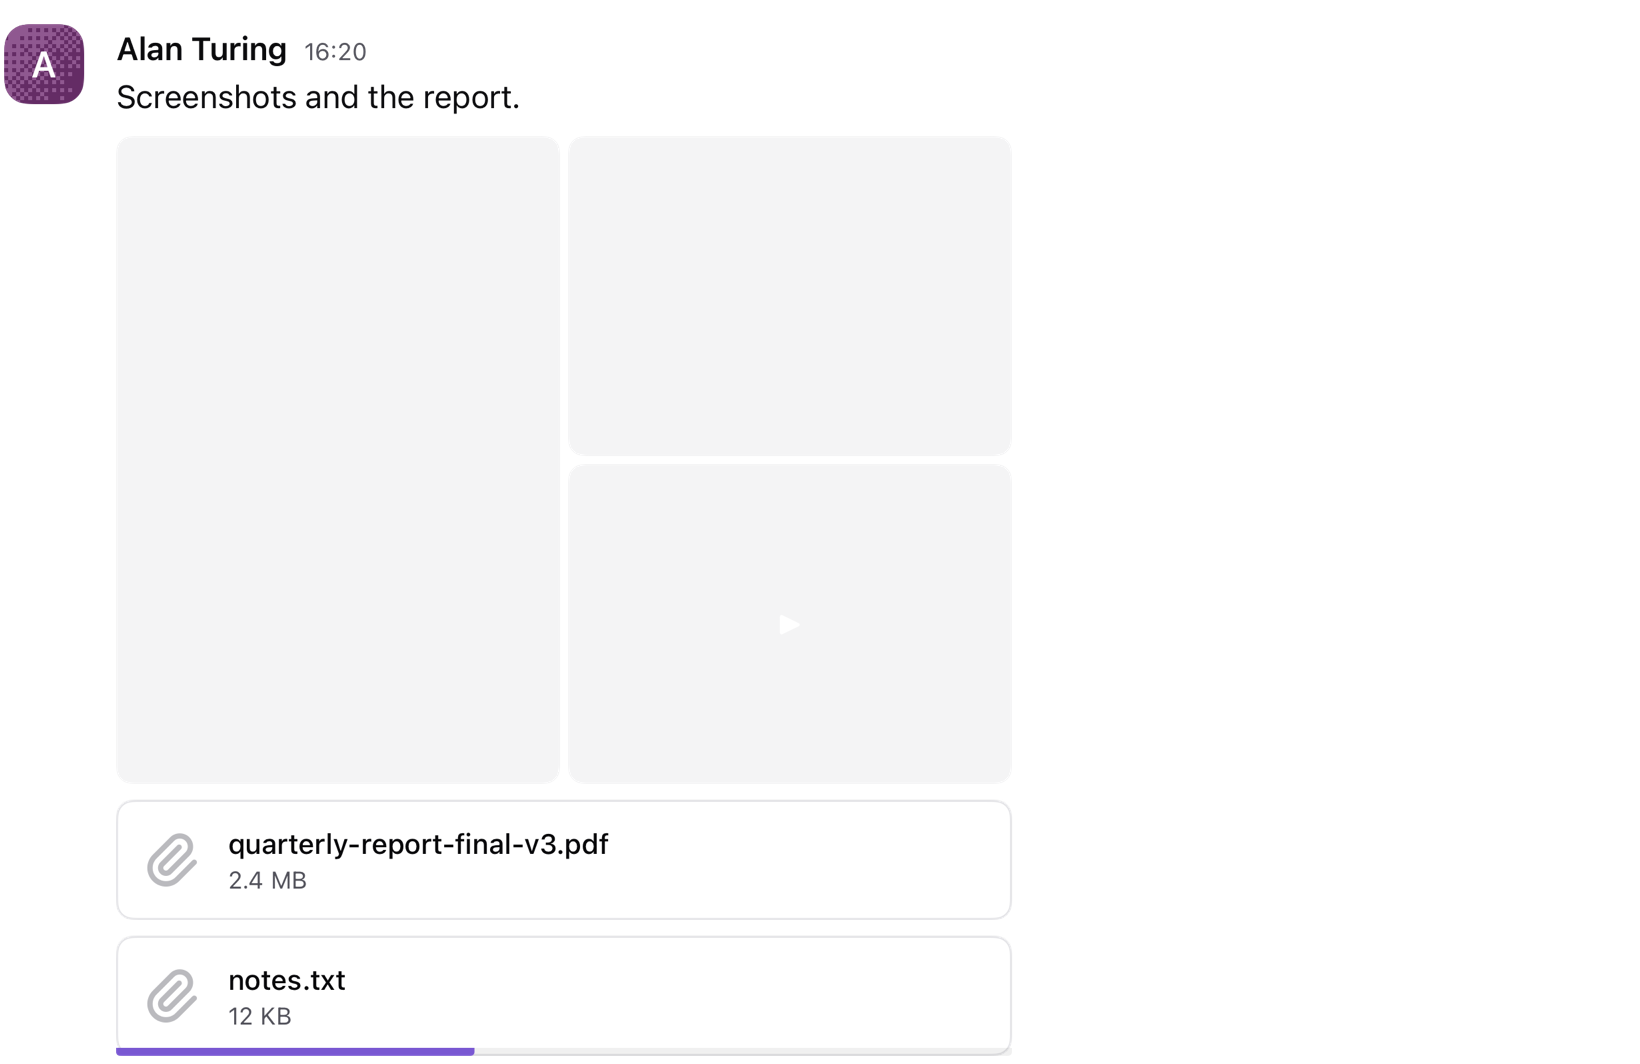 A
Alan Turing 16:20
Screenshots and the report.
quarterly-report-final-v3.pdf
2.4 MB
notes.txt
12 KB